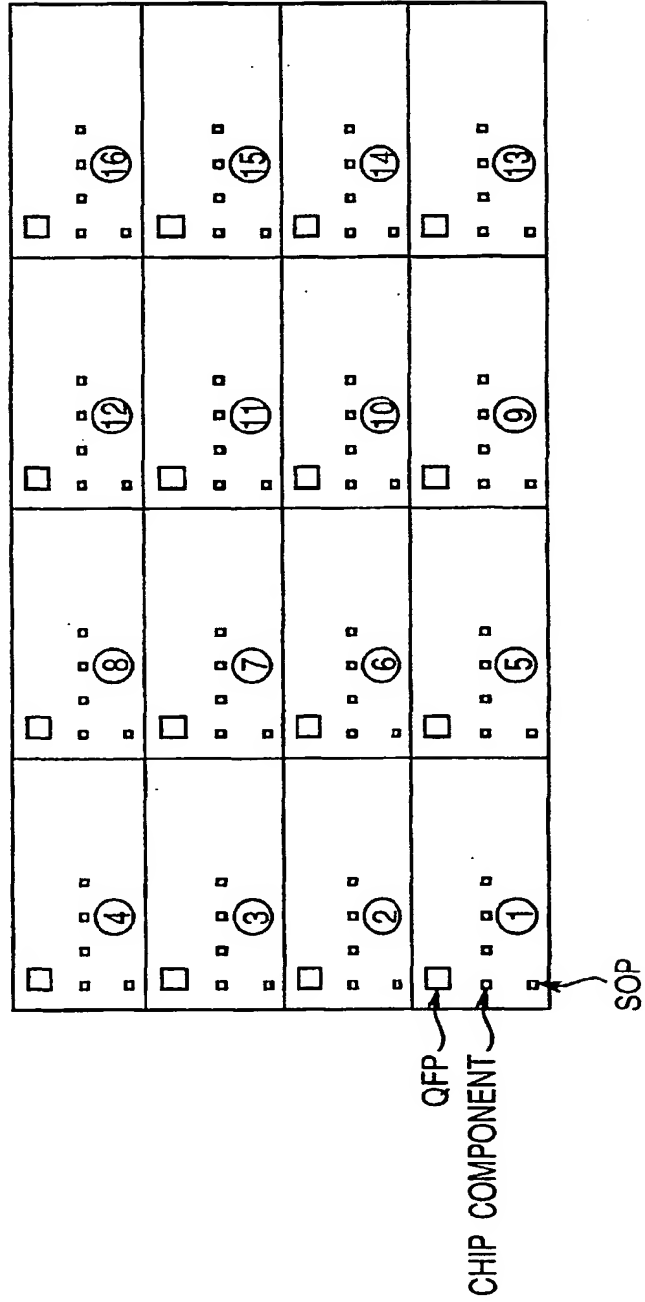 ④ ⑧ ⑫ ⑯
③ ⑦ ⑪ ⑮
② ⑥ ⑩ ⑭
QFP
① ⑤ ⑨ ⑬
CHIP COMPONENT
SOP